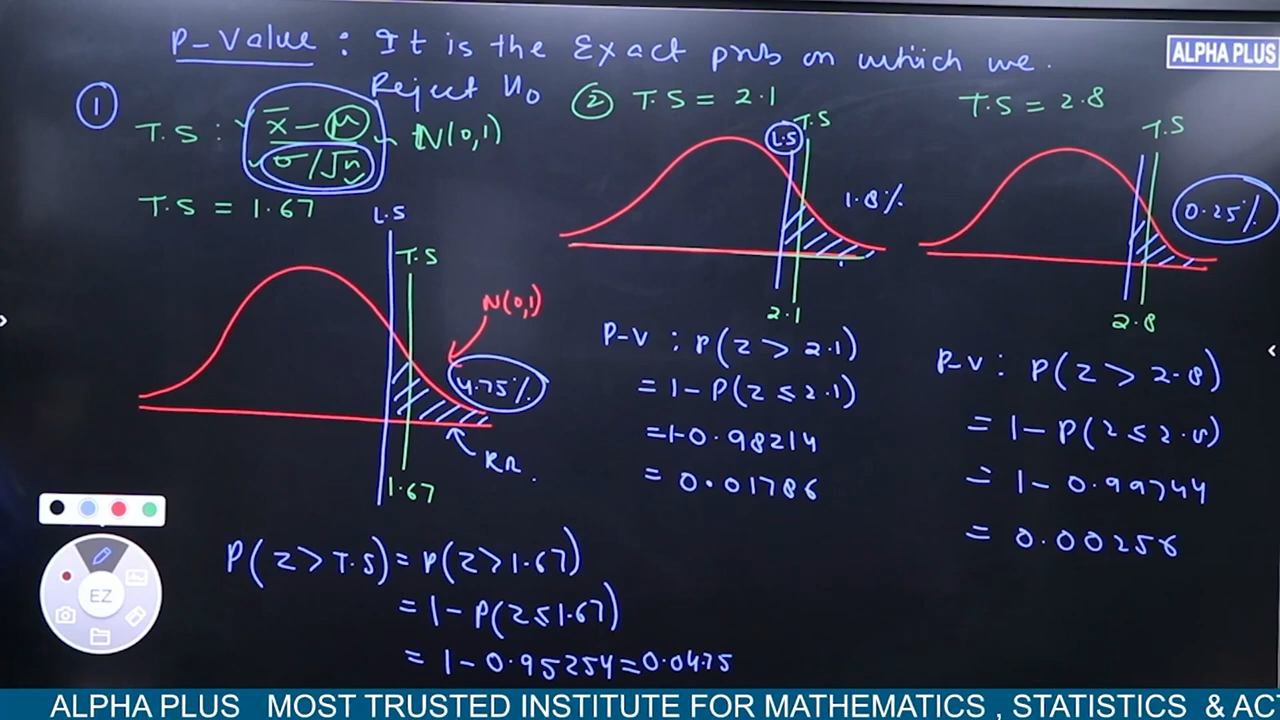 P-Value : It is the Exact prob on which we.
Reject H₀
ALPHA PLUS
①
T.S : x̄ - μ / σ/√n ~ N(0,1)
T.S = 1.67
L.S
T.S
N(0,1)
4.75%
RR.
1.67
P(Z > T.S) = P(Z > 1.67)
= 1 - P(Z ≤ 1.67)
= 1 - 0.95254 = 0.0475
② T.S = 2.1
L.S
T.S
1.8%
2.1
P-V : P(Z > 2.1)
= 1 - P(Z ≤ 2.1)
= 1-0.98214
= 0.01786
T.S = 2.8
T.S
0.25%
2.8
P-V : P(Z > 2.8)
= 1 - P(Z ≤ 2.8)
= 1 - 0.99744
= 0.00256
EZ
ALPHA PLUS MOST TRUSTED INSTITUTE FOR MATHEMATICS , STATISTICS & ACT